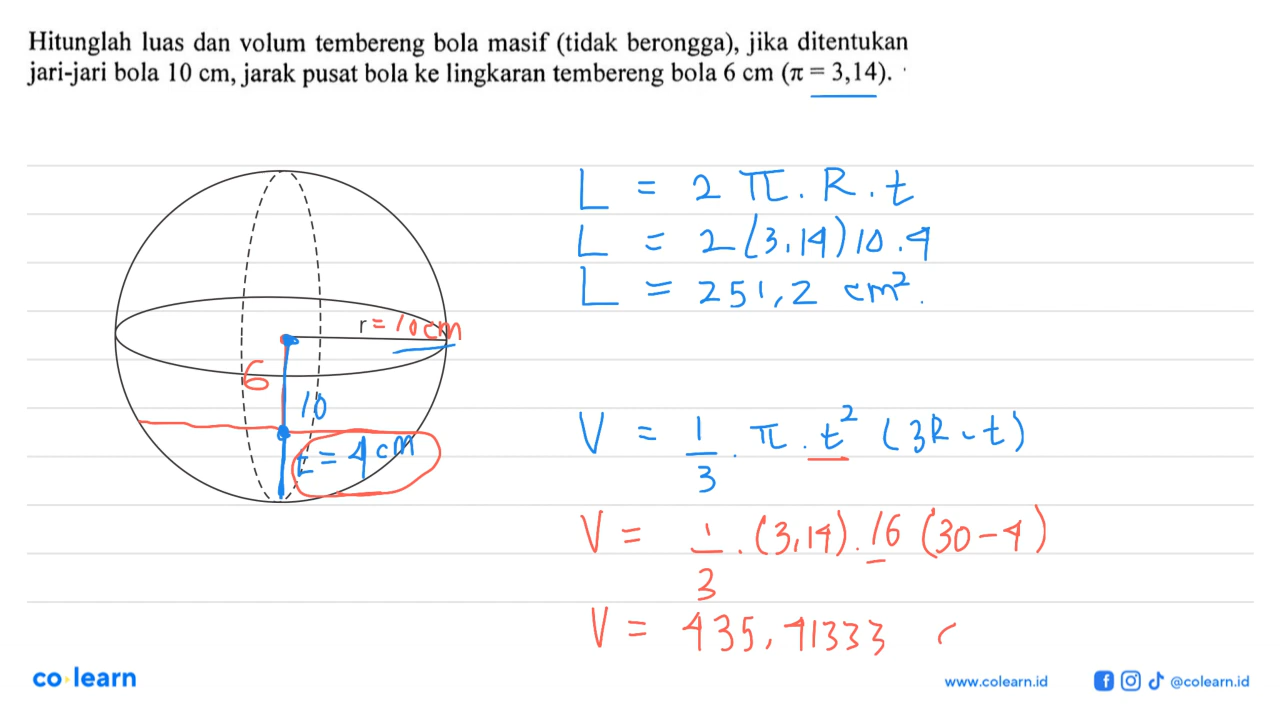 Hitunglah luas dan volum tembereng bola masif (tidak berongga), jika ditentukan
jari-jari bola 10 cm, jarak pusat bola ke lingkaran tembereng bola 6 cm (π = 3,14).
L = 2 π . R . t
L = 2 (3,14) 10 . 4
L = 251,2 cm².
r = 10 cm
6
10
t = 4 cm
V = 1/3 . π . t² (3R - t)
V = 1/3 . (3,14) . 16 (30 - 4)
V = 435,41333 c
co learn
www.colearn.id
@colearn.id